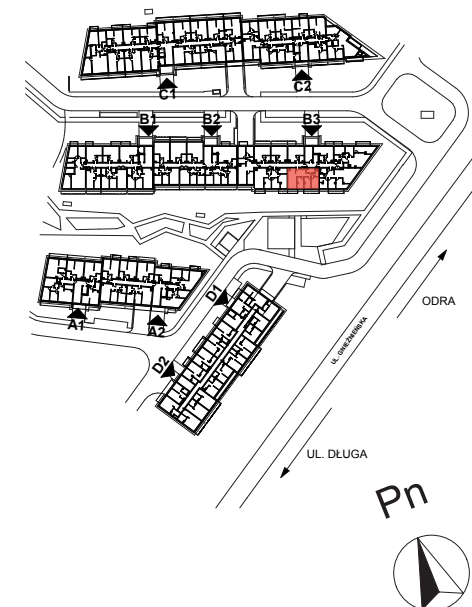 C1
C2
B1
B2
B3
A1
A2
D1
D2
ODRA
UL. GNIEŹNIEŃSKA
UL. DŁUGA
Pn